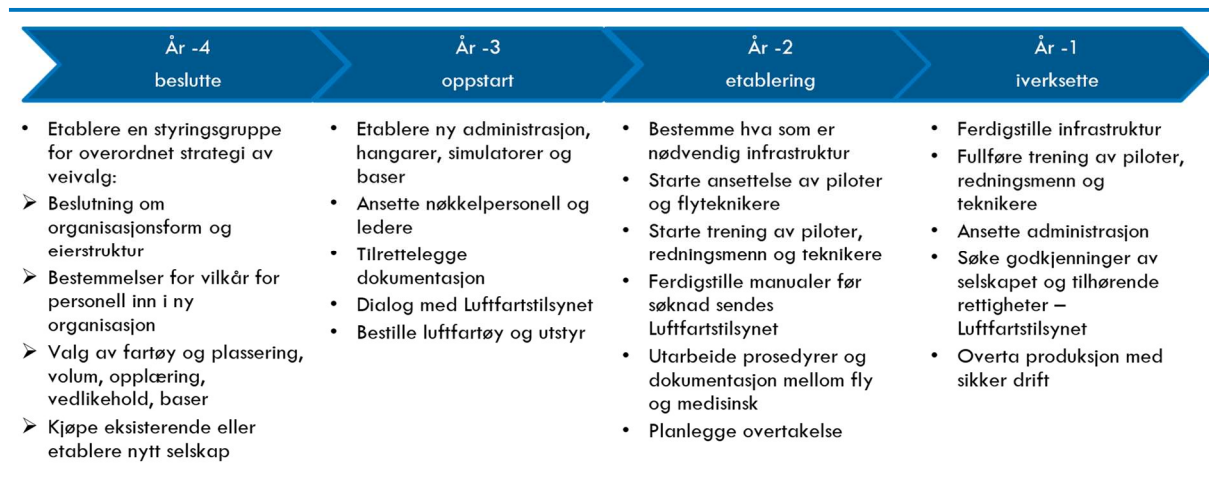 År -4
beslutte
• Etablere en styringsgruppe
for overordnet strategi av
veivalg:
➢ Beslutning om
organisasjonsform og
eierstruktur
➢ Bestemmelser for vilkår for
personell inn i ny
organisasjon
➢ Valg av fartøy og plassering,
volum, opplæring,
vedlikehold, baser
➢ Kjøpe eksisterende eller
etablere nytt selskap
År -3
oppstart
• Etablere ny administrasjon,
hangarer, simulatorer og
baser
• Ansette nøkkelpersonell og
ledere
• Tilrettelegge
dokumentasjon
• Dialog med Luftfartstilsynet
• Bestille luftfartøy og utstyr
År -2
etablering
• Bestemme hva som er
nødvendig infrastruktur
• Starte ansettelse av piloter
og flyteknikere
• Starte trening av piloter,
redningsmenn og teknikere
• Ferdigstille manualer før
søknad sendes
Luftfartstilsynet
• Utarbeide prosedyrer og
dokumentasjon mellom fly
og medisinsk
• Planlegge overtakelse
År -1
iverksette
• Ferdigstille infrastruktur
• Fullføre trening av piloter,
redningsmenn og
teknikere
• Ansette administrasjon
• Søke godkjenninger av
selskapet og tilhørende
rettigheter –
Luftfartstilsynet
• Overta produksjon med
sikker drift